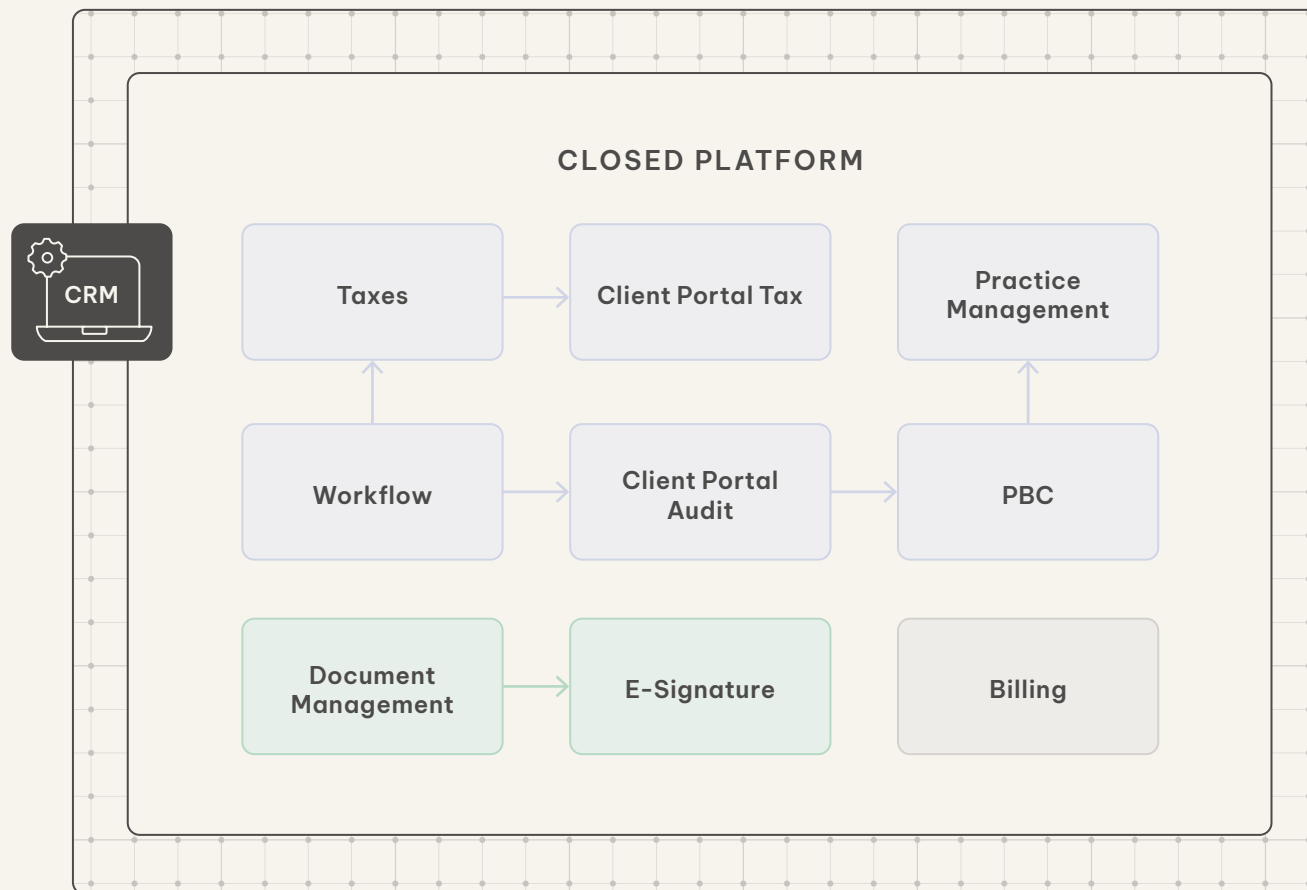 CLOSED PLATFORM
CRM
Taxes
Client Portal Tax
Practice
Management
Workflow
Client Portal
Audit
PBC
Document
Management
E-Signature
Billing